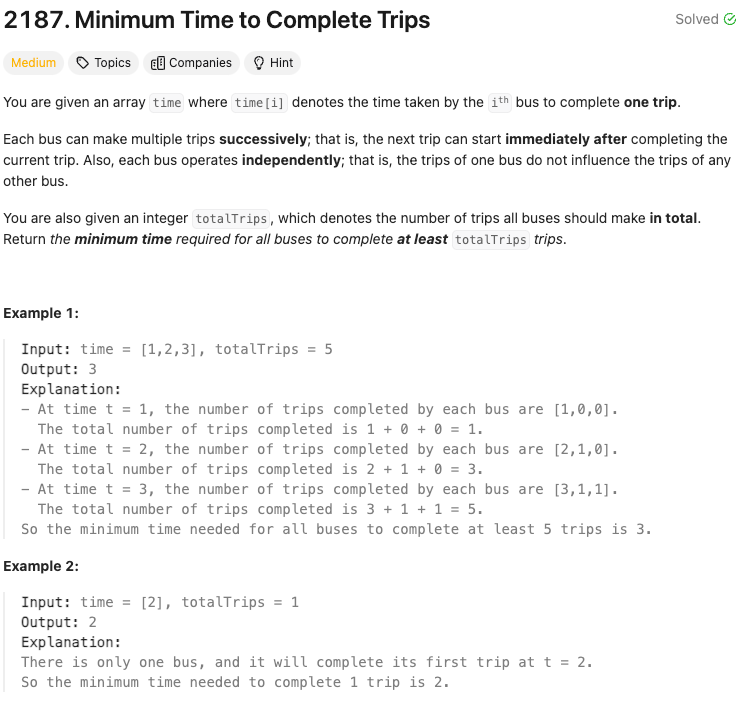 2187. Minimum Time to Complete Trips
Solved
Medium Topics Companies Hint
You are given an array time where time[i] denotes the time taken by the ith bus to complete one trip.
Each bus can make multiple trips successively; that is, the next trip can start immediately after completing the
current trip. Also, each bus operates independently; that is, the trips of one bus do not influence the trips of any
other bus.
You are also given an integer totalTrips, which denotes the number of trips all buses should make in total.
Return the minimum time required for all buses to complete at least totalTrips trips.
Example 1:
Input: time = [1,2,3], totalTrips = 5
Output: 3
Explanation:
- At time t = 1, the number of trips completed by each bus are [1,0,0].
The total number of trips completed is 1 + 0 + 0 = 1.
- At time t = 2, the number of trips completed by each bus are [2,1,0].
The total number of trips completed is 2 + 1 + 0 = 3.
- At time t = 3, the number of trips completed by each bus are [3,1,1].
The total number of trips completed is 3 + 1 + 1 = 5.
So the minimum time needed for all buses to complete at least 5 trips is 3.
Example 2:
Input: time = [2], totalTrips = 1
Output: 2
Explanation:
There is only one bus, and it will complete its first trip at t = 2.
So the minimum time needed to complete 1 trip is 2.